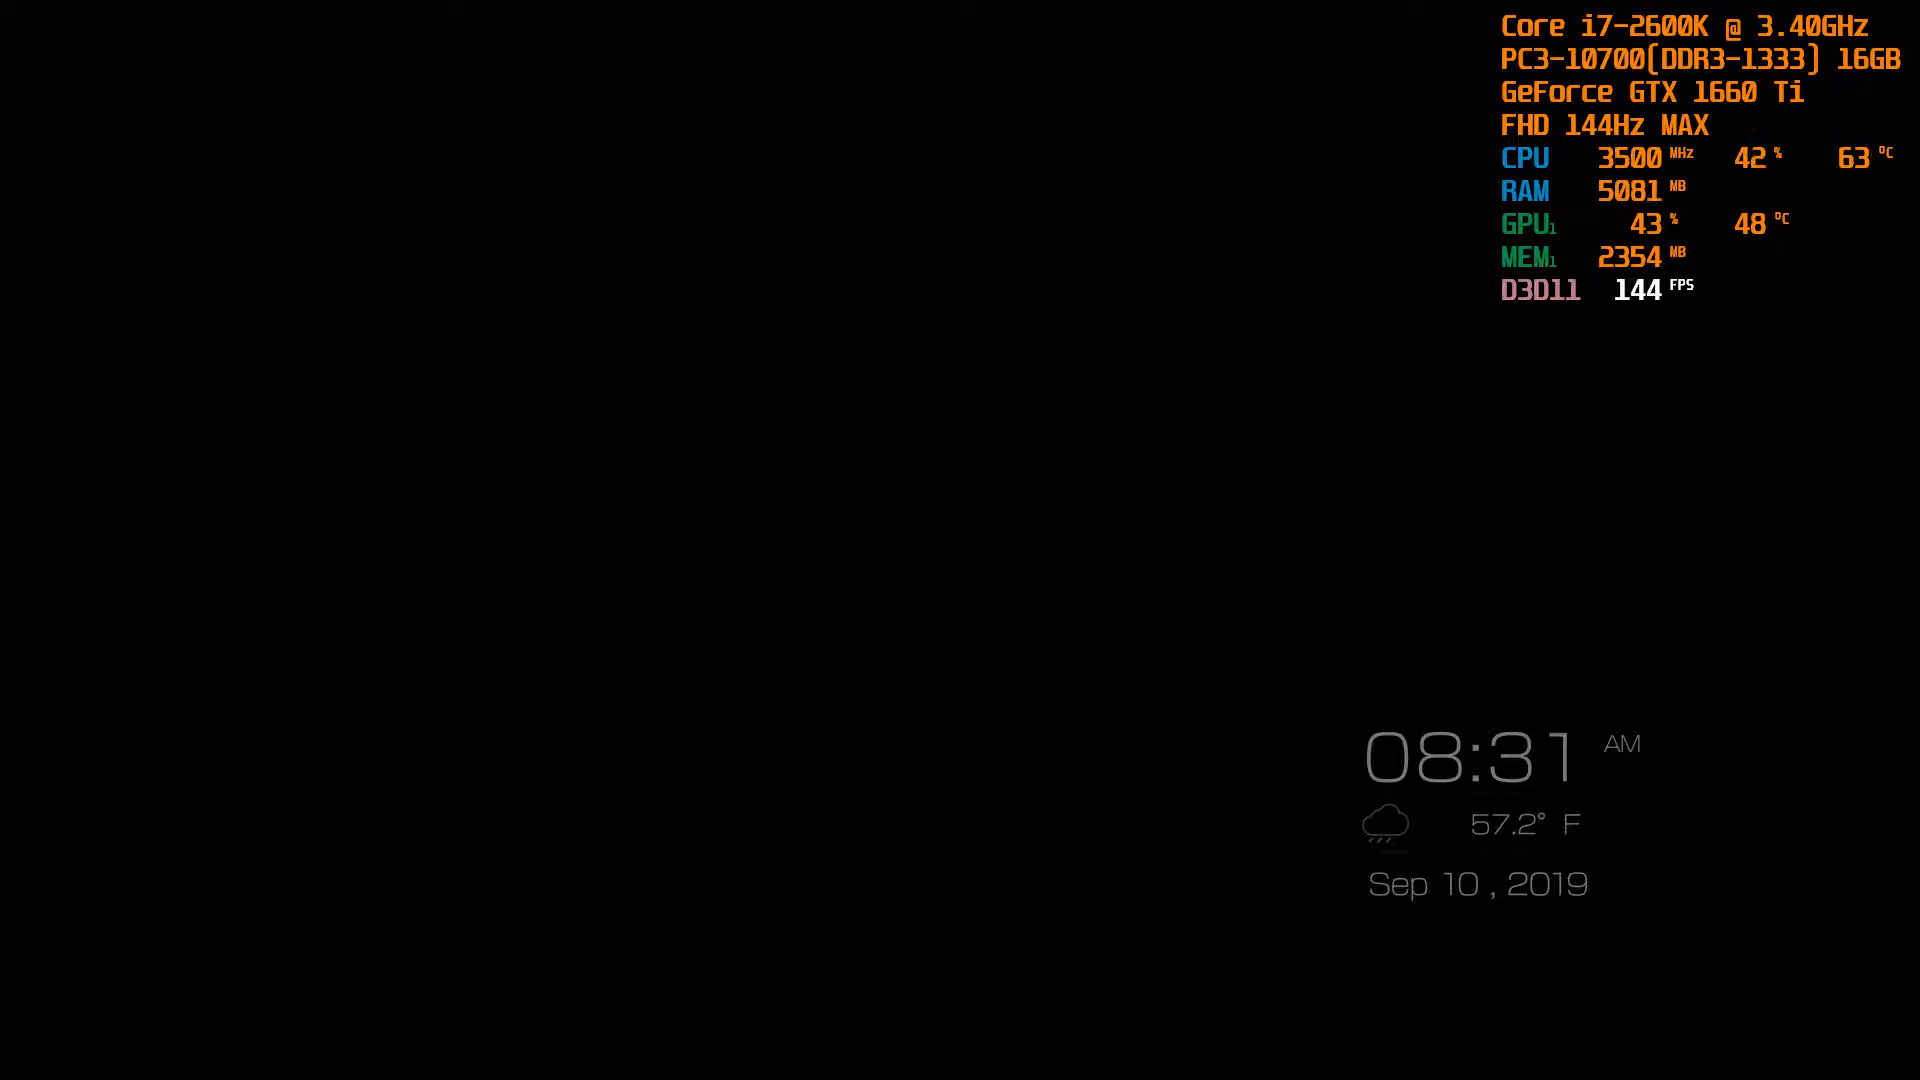 Core i7-2600K @ 3.40GHz
PC3-10700(DDR3-1333) 16GB
GeForce GTX 1660 Ti
FHD 144Hz MAX
CPU 3500 MHz 42 % 63 °C
RAM 5081 MB
GPU1 43 % 48 °C
MEM1 2354 MB
D3D11 144 FPS
08:31 AM
57.2° F
Sep 10 , 2019